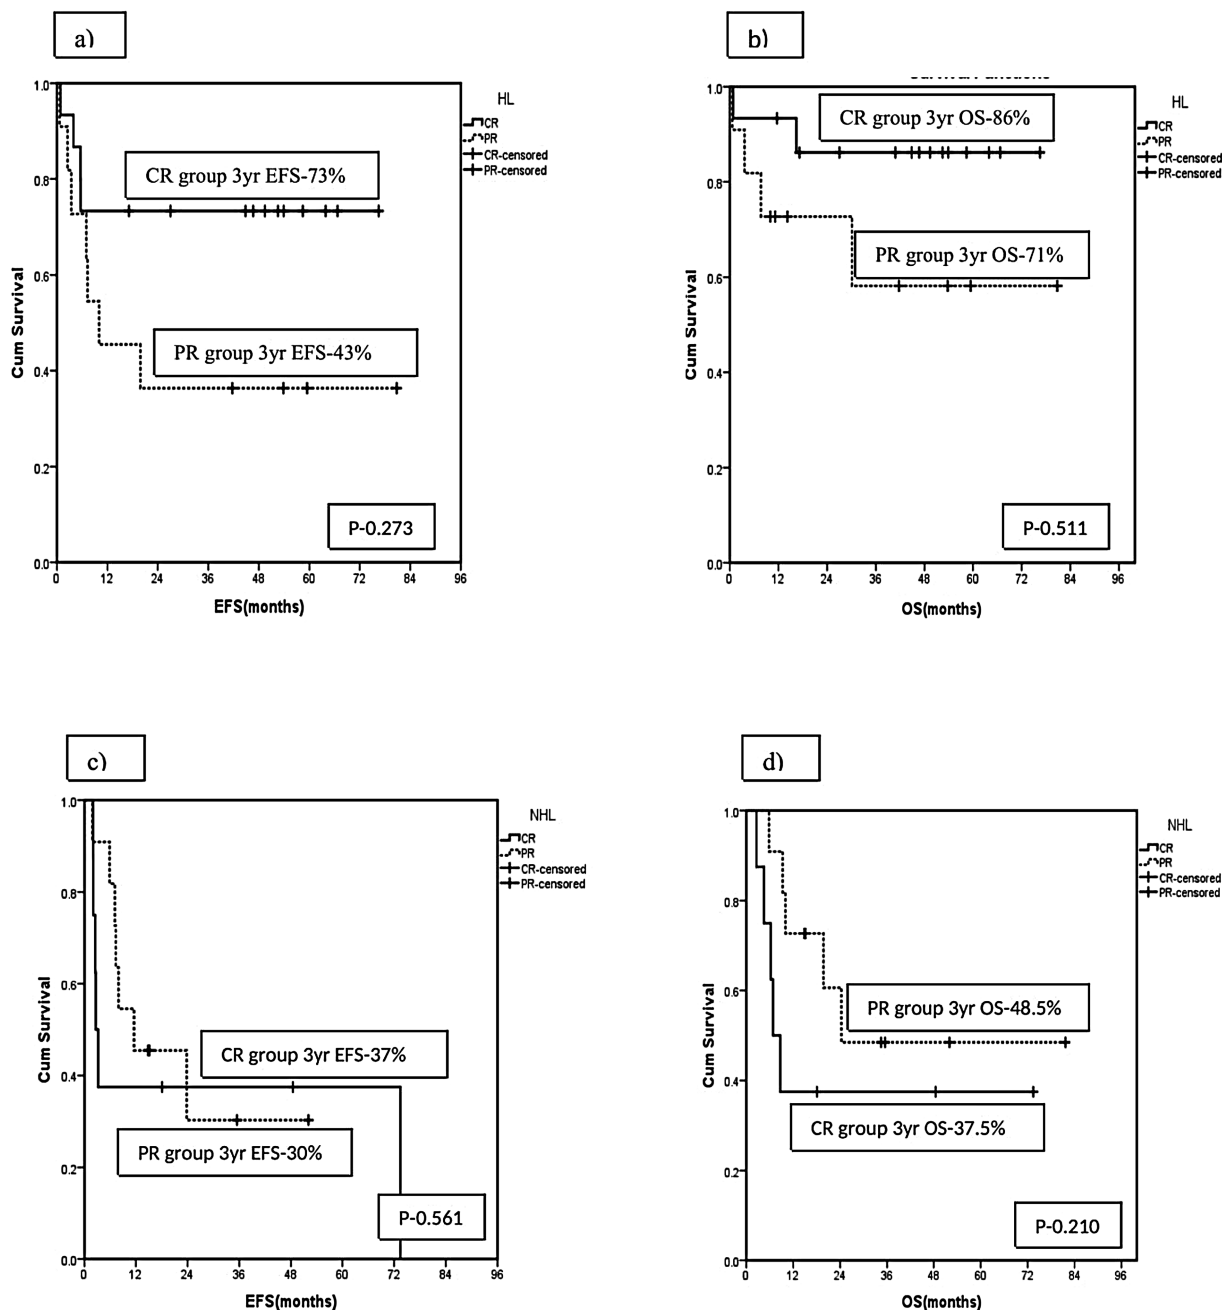 a)
HL
CR
PR
CR-censored
PR-censored
CR group 3yr EFS-73%
PR group 3yr EFS-43%
P-0.273
Cum Survival
1.0
0.8
0.6
0.4
0.2
0.0
0 12 24 36 48 60 72 84 96
EFS(months)
b)
HL
CR
PR
CR-censored
PR-censored
CR group 3yr OS-86%
PR group 3yr OS-71%
P-0.511
Cum Survival
1.0
0.8
0.6
0.4
0.2
0.0
0 12 24 36 48 60 72 84 96
OS(months)
c)
NHL
CR
PR
CR-censored
PR-censored
CR group 3yr EFS-37%
PR group 3yr EFS-30%
P-0.561
Cum Survival
1.0
0.8
0.6
0.4
0.2
0.0
0 12 24 36 48 60 72 84 96
EFS(months)
d)
NHL
CR
PR
CR-censored
PR-censored
PR group 3yr OS-48.5%
CR group 3yr OS-37.5%
P-0.210
Cum Survival
1.0
0.8
0.6
0.4
0.2
0.0
0 12 24 36 48 60 72 84 96
OS(months)